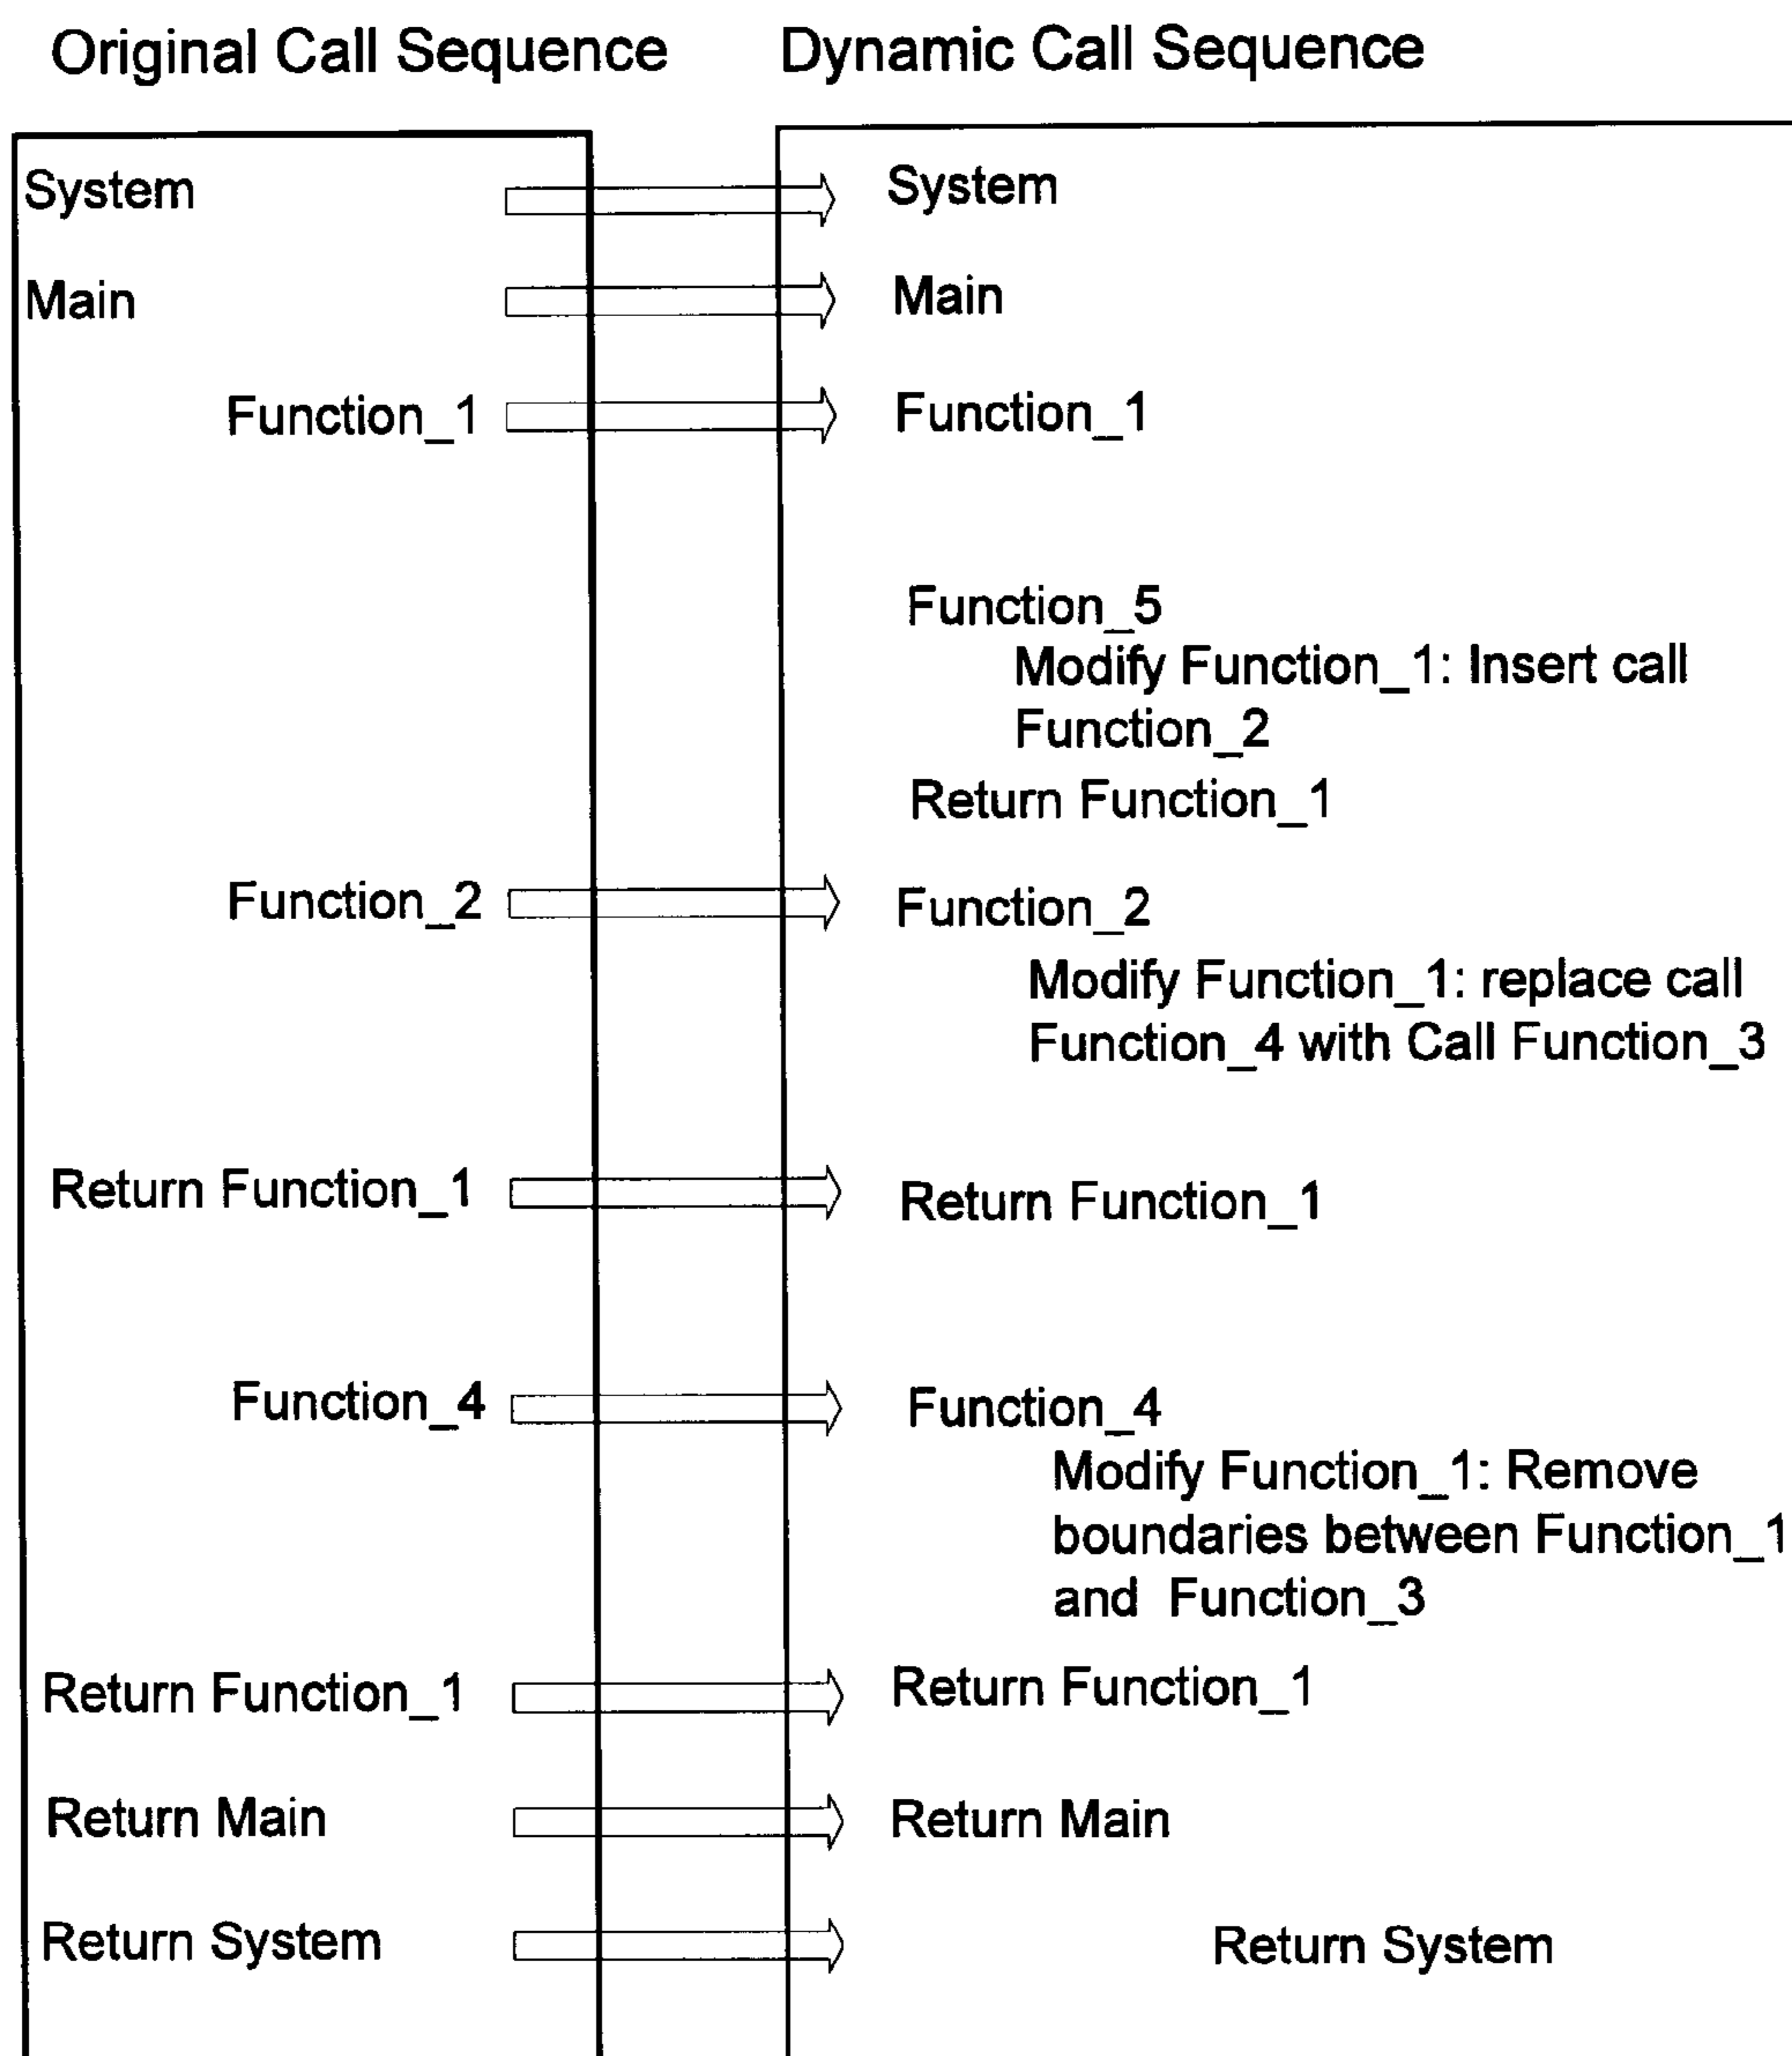 Original Call Sequence
Dynamic Call Sequence
System
System
Main
Main
Function_1
Function_1
Function_5
Modify Function_1: Insert call
Function_2
Return Function_1
Function_2
Function_2
Modify Function_1: replace call
Function_4 with Call Function_3
Return Function_1
Return Function_1
Function_4
Function_4
Modify Function_1: Remove
boundaries between Function_1
and Function_3
Return Function_1
Return Function_1
Return Main
Return Main
Return System
Return System